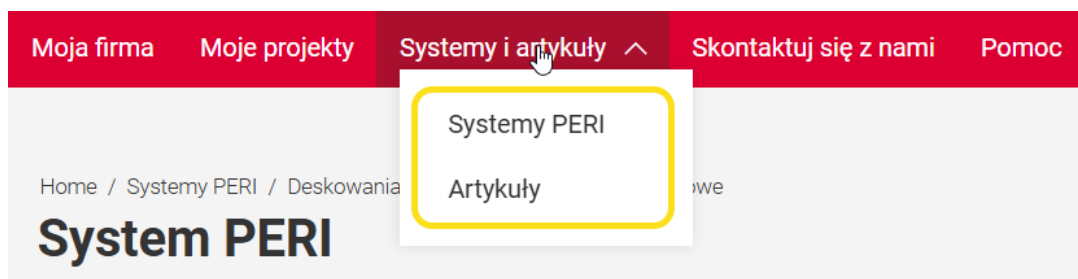 Moja firma Moje projekty Systemy i artykuły Skontaktuj się z nami Pomoc
Systemy PERI
Artykuły
Home / Systemy PERI / Deskowania
System PERI